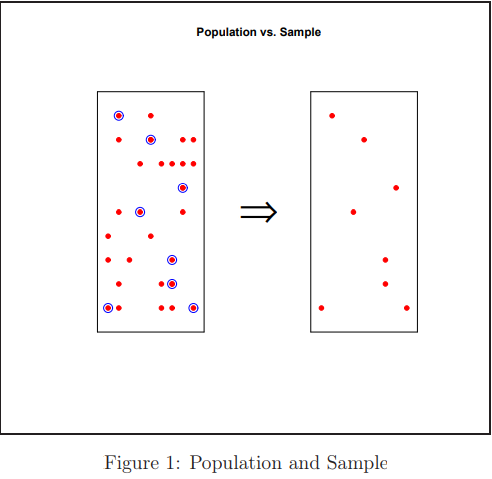 Population vs. Sample
⇒
Figure 1: Population and Sample